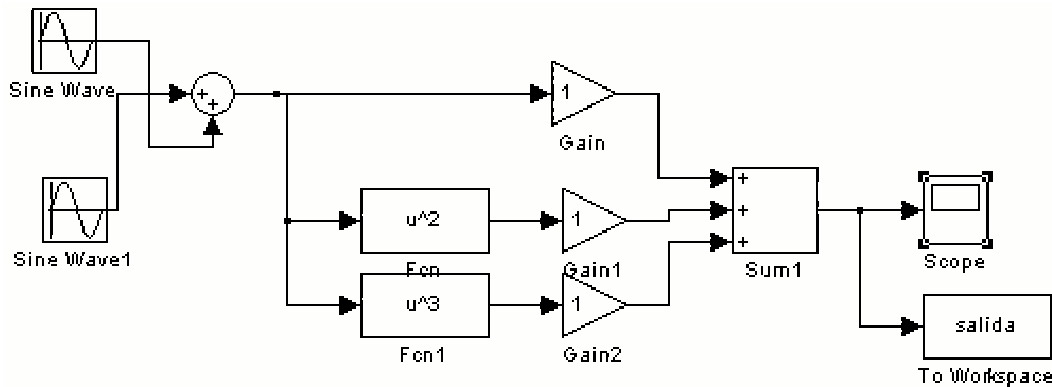 Sine Wave
+
+
1
Gain
Sine Wave1
u^2
Fcn
1
Gain1
u^3
Fcn1
1
Gain2
+
+
+
Sum1
Scope
salida
To Workspace